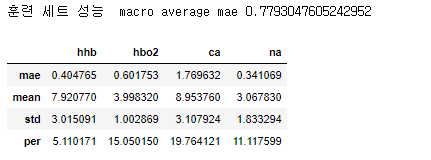 훈련 세트 성능 macro average mae 0.7793047605242952
hhb hbo2 ca na
mae 0.404765 0.601753 1.769632 0.341069
mean 7.920770 3.998320 8.953760 3.067830
std 3.015091 1.002869 3.107924 1.833294
per 5.110171 15.050150 19.764121 11.117599